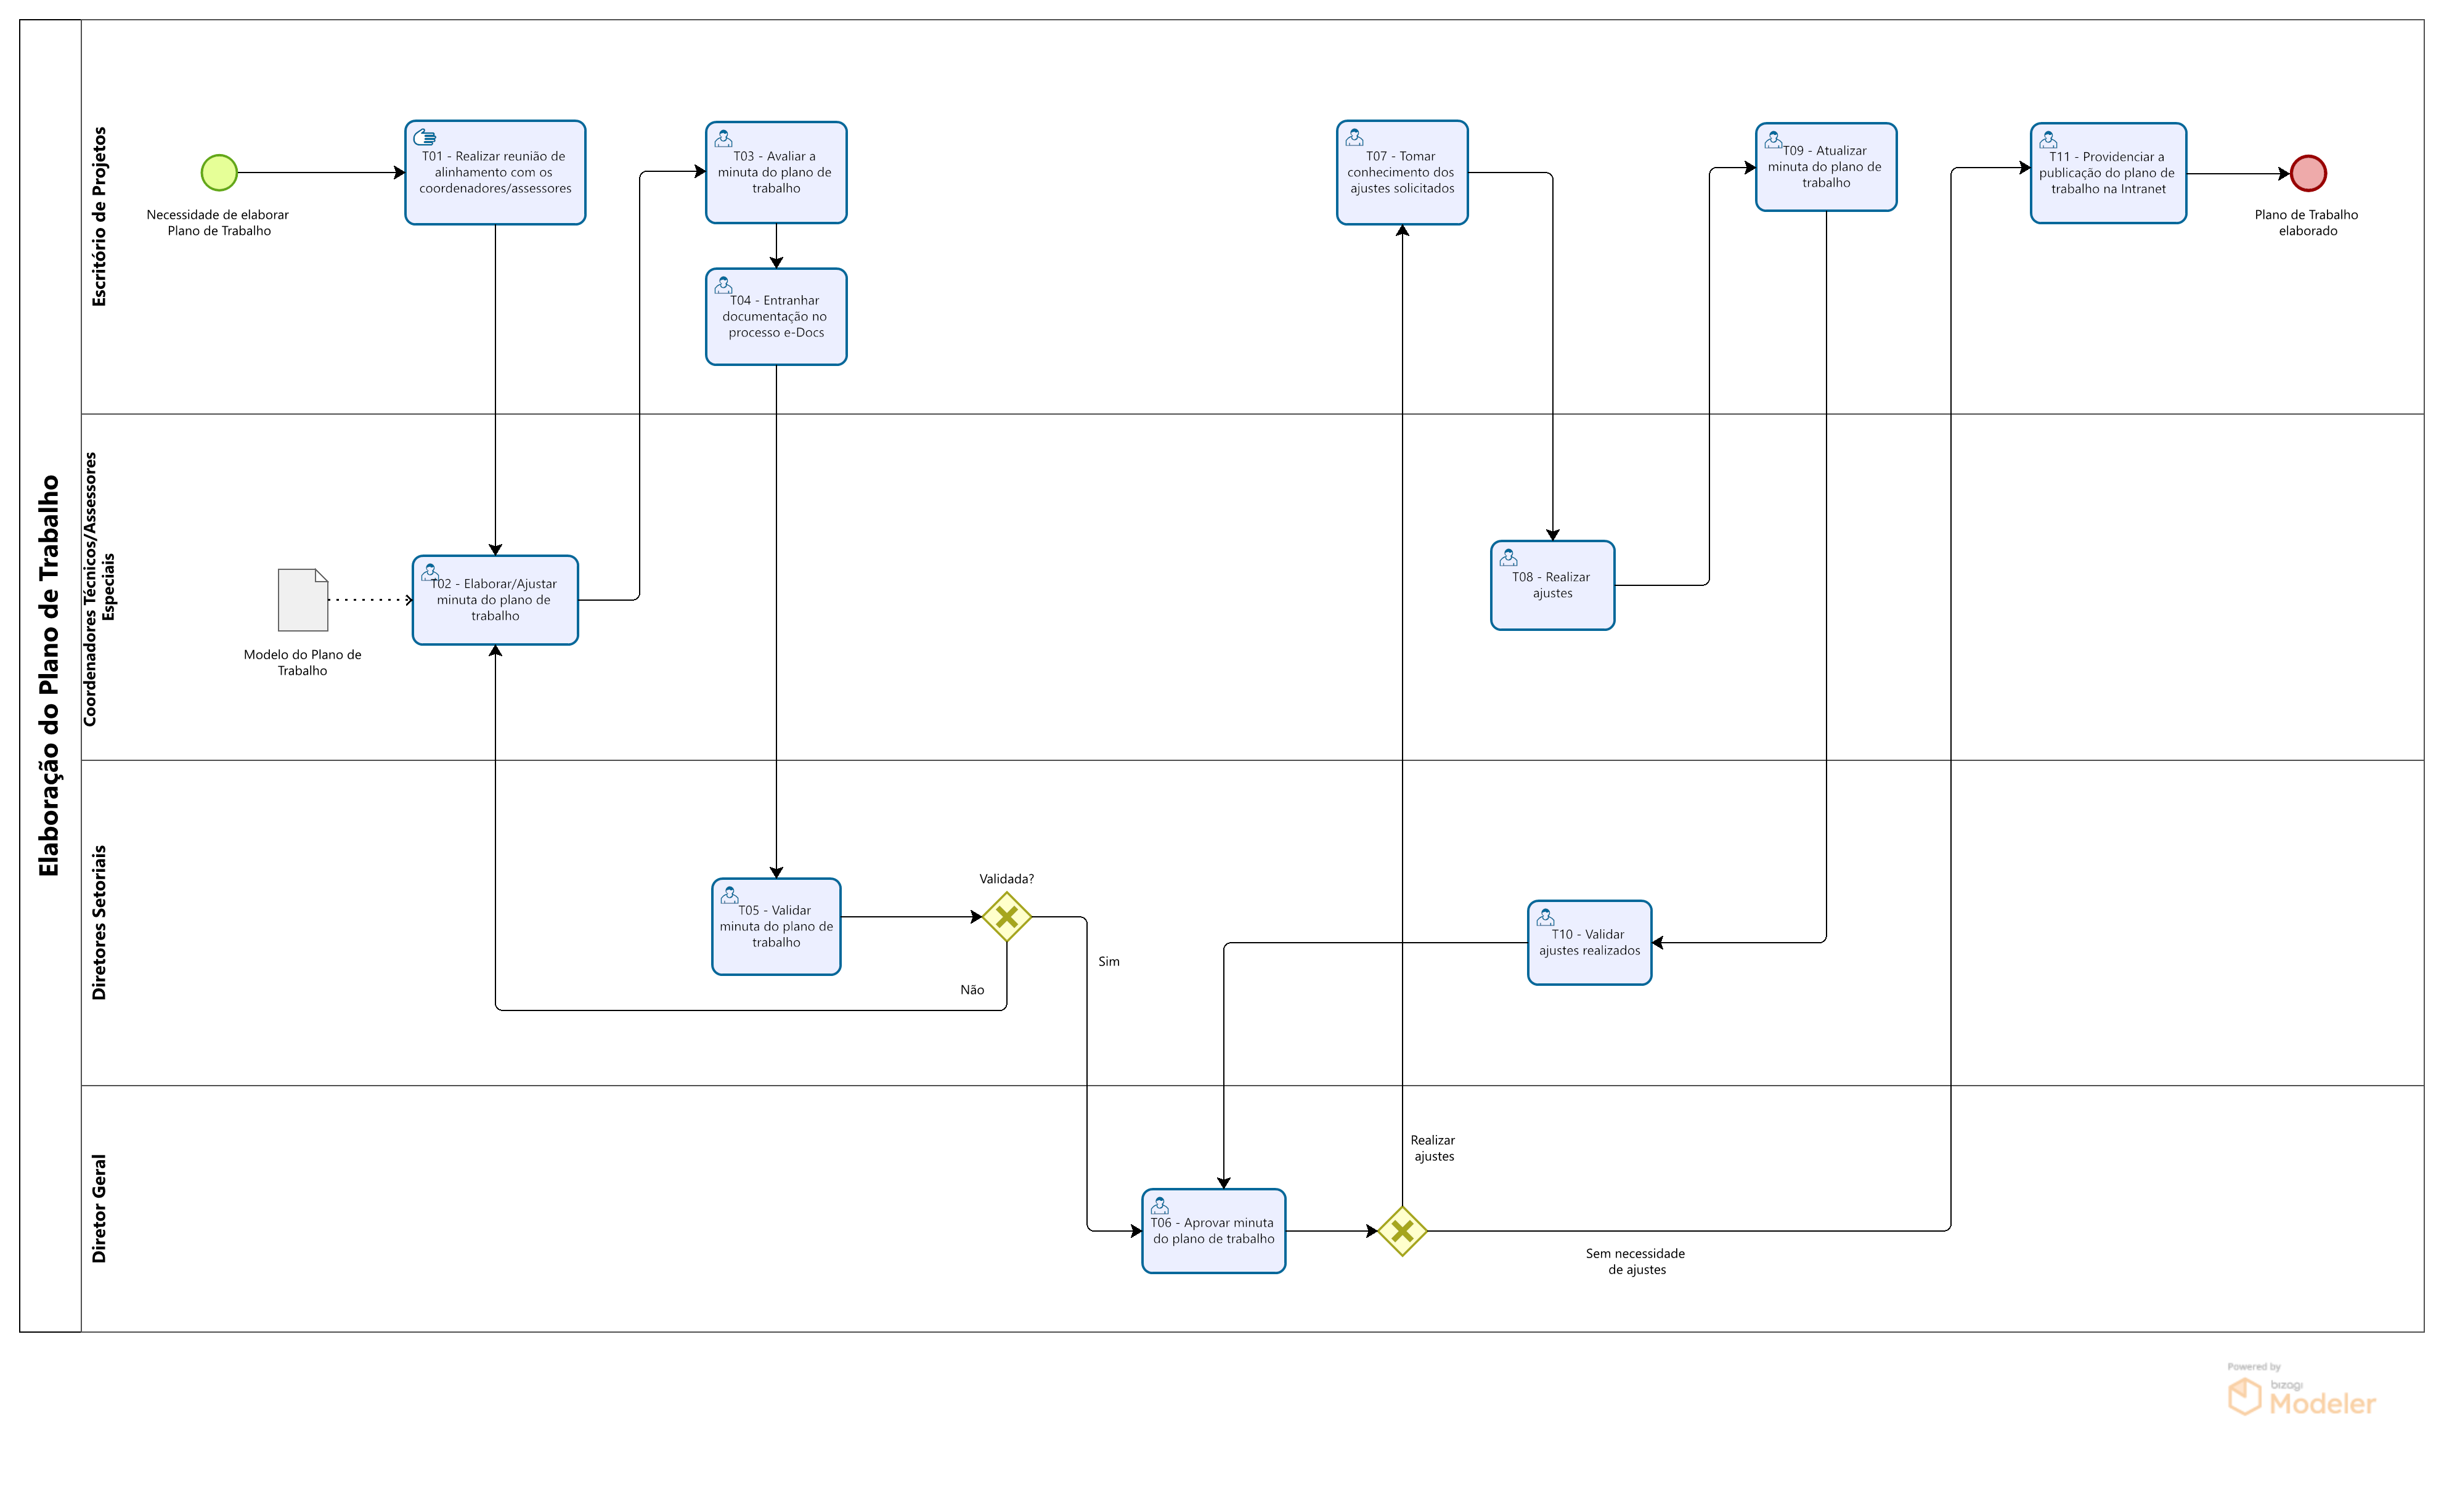 Elaboração do Plano de Trabalho
Escritório de Projetos
Necessidade de elaborar
Plano de Trabalho
T01 - Realizar reunião de
alinhamento com os
coordenadores/assessores
T03 - Avaliar a
minuta do plano de
trabalho
T04 - Entranhar
documentação no
processo e-Docs
T07 - Tomar
conhecimento dos
ajustes solicitados
T09 - Atualizar
minuta do plano de
trabalho
T11 - Providenciar a
publicação do plano de
trabalho na Intranet
Plano de Trabalho
elaborado
Coordenadores Técnicos/Assessores
Especiais
Modelo do Plano de
Trabalho
T02 - Elaborar/Ajustar
minuta do plano de
trabalho
T08 - Realizar
ajustes
Diretores Setoriais
T05 - Validar
minuta do plano de
trabalho
Validada?
Não
Sim
T10 - Validar
ajustes realizados
Diretor Geral
T06 - Aprovar minuta
do plano de trabalho
Realizar
ajustes
Sem necessidade
de ajustes
Powered by
bizagi
Modeler